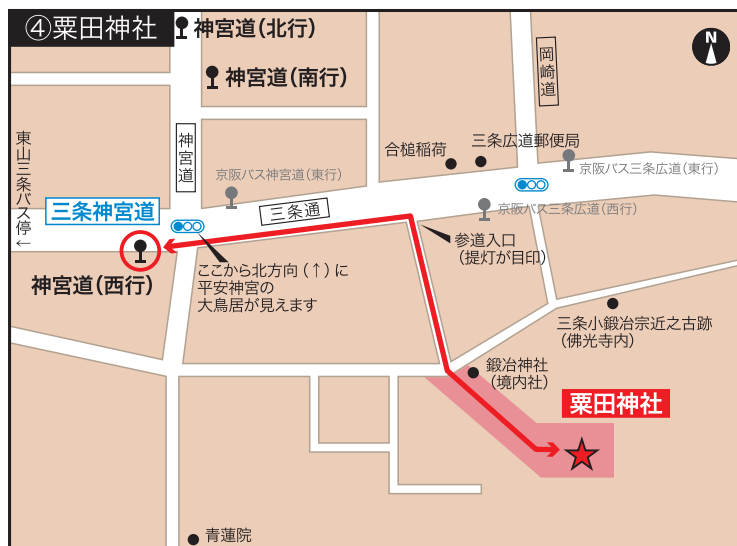 ④粟田神社
神宮道(北行)
神宮道(南行)
N
岡崎道
東山三条バス停←
神宮道
合槌稲荷
三条広道郵便局
京阪バス神宮道(東行)
京阪バス三条広道(東行)
三条神宮道
三条通
京阪バス三条広道(西行)
神宮道(西行)
ここから北方向(↑)に
平安神宮の
大鳥居が見えます
参道入口
(提灯が目印)
三条小鍛冶宗近之古跡
(佛光寺内)
鍛冶神社
(境内社)
粟田神社
青蓮院